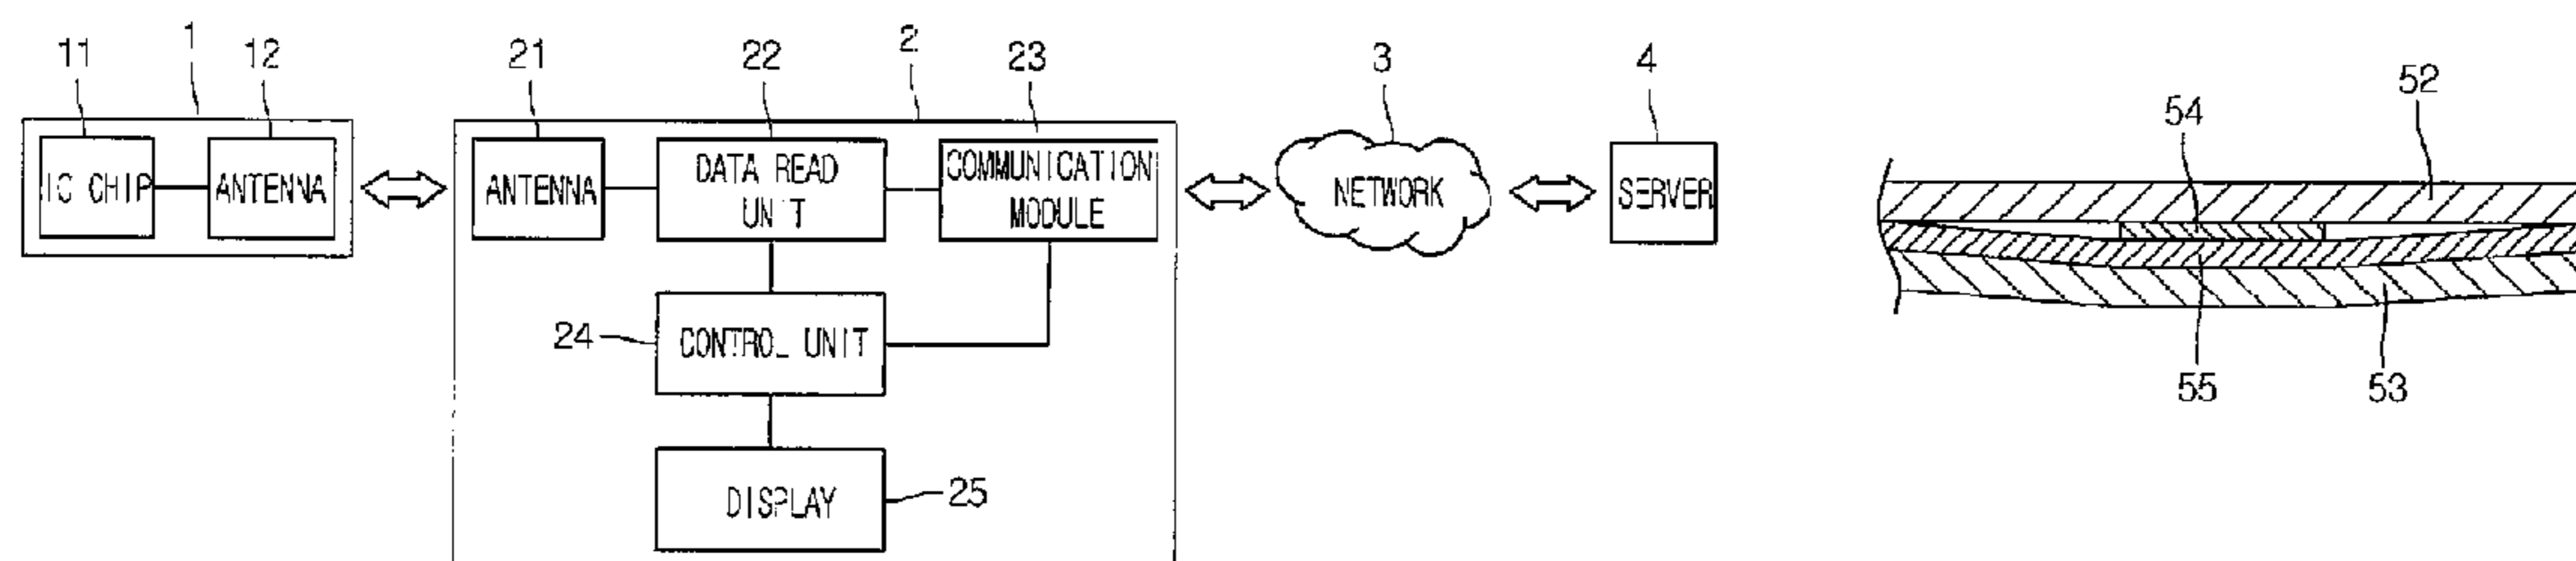 11
1
12
21
22
2
23
3
4
54
52
IC CHIP
ANTENNA
ANTENNA
DATA READ
UNIT
COMMUNICATION
MODULE
NETWORK
SERVER
24
CONTROL UNIT
55
53
DISPLAY
25